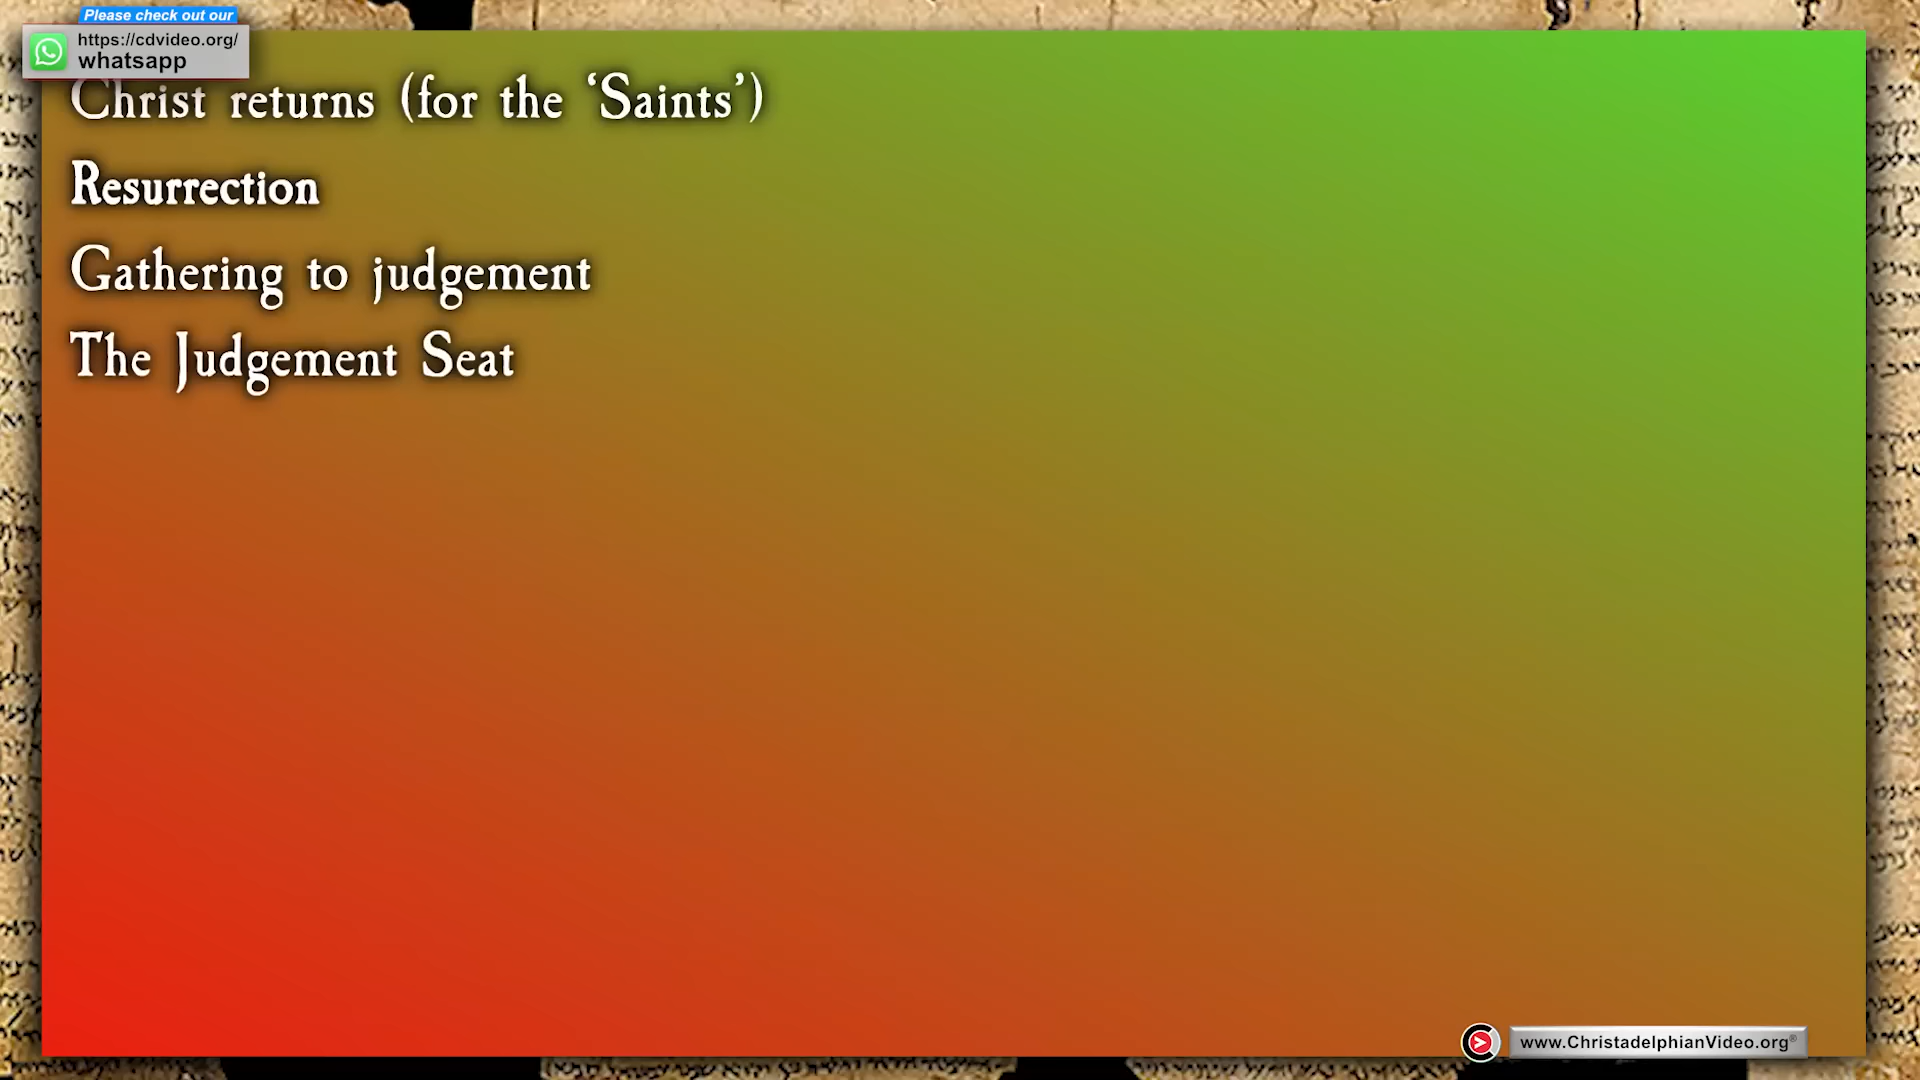 Please check out our
https://cdvideo.org/
whatsapp
Christ returns (for the ‘Saints’)
Resurrection
Gathering to judgement
The Judgement Seat
www.ChristadelphianVideo.org®